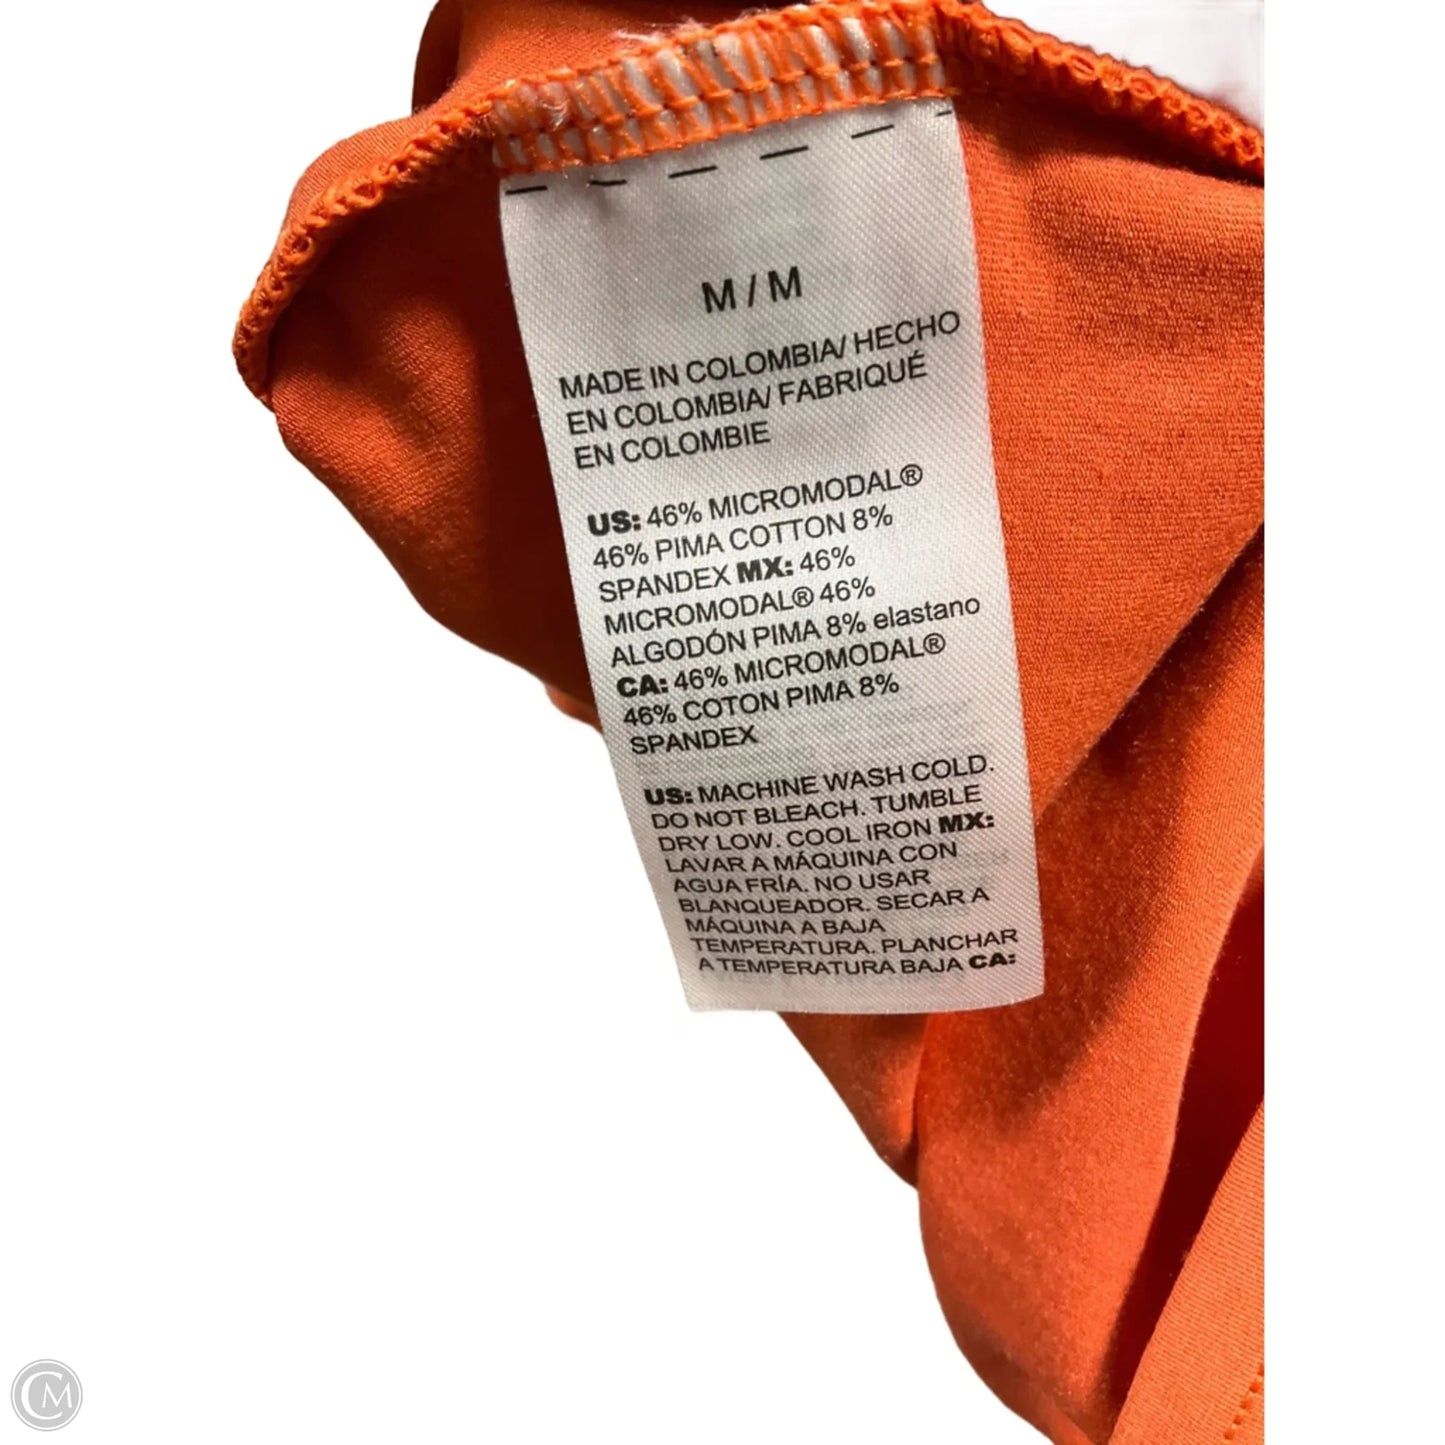 M / M
MADE IN COLOMBIA/ HECHO
EN COLOMBIA/ FABRIQUÉ
EN COLOMBIE
US: 46% MICROMODAL®
46% PIMA COTTON 8%
SPANDEX MX: 46%
MICROMODAL® 46%
ALGODÓN PIMA 8% elastano
CA: 46% MICROMODAL®
46% COTON PIMA 8%
SPANDEX
US: MACHINE WASH COLD.
DO NOT BLEACH. TUMBLE
DRY LOW. COOL IRON MX:
LAVAR A MÁQUINA CON
AGUA FRÍA. NO USAR
BLANQUEADOR. SECAR A
MÁQUINA A BAJA
TEMPERATURA. PLANCHAR
A TEMPERATURA BAJA CA:
CM